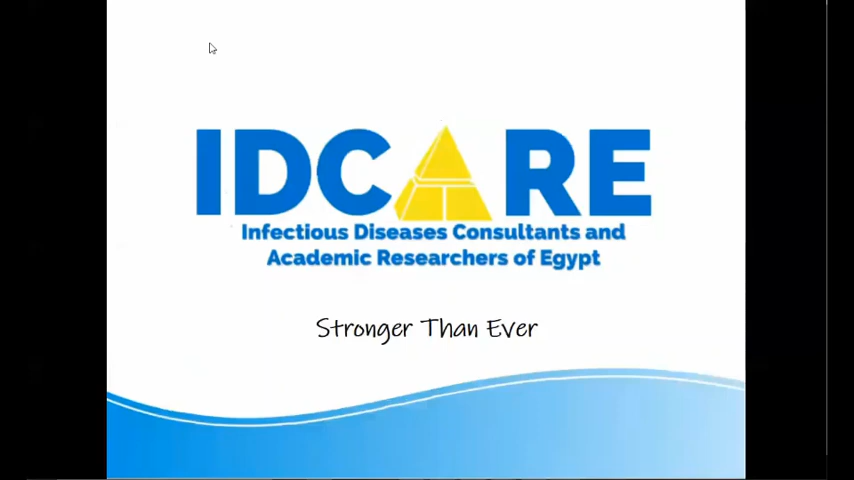 IDCARE
Infectious Diseases Consultants and
Academic Researchers of Egypt
Stronger Than Ever